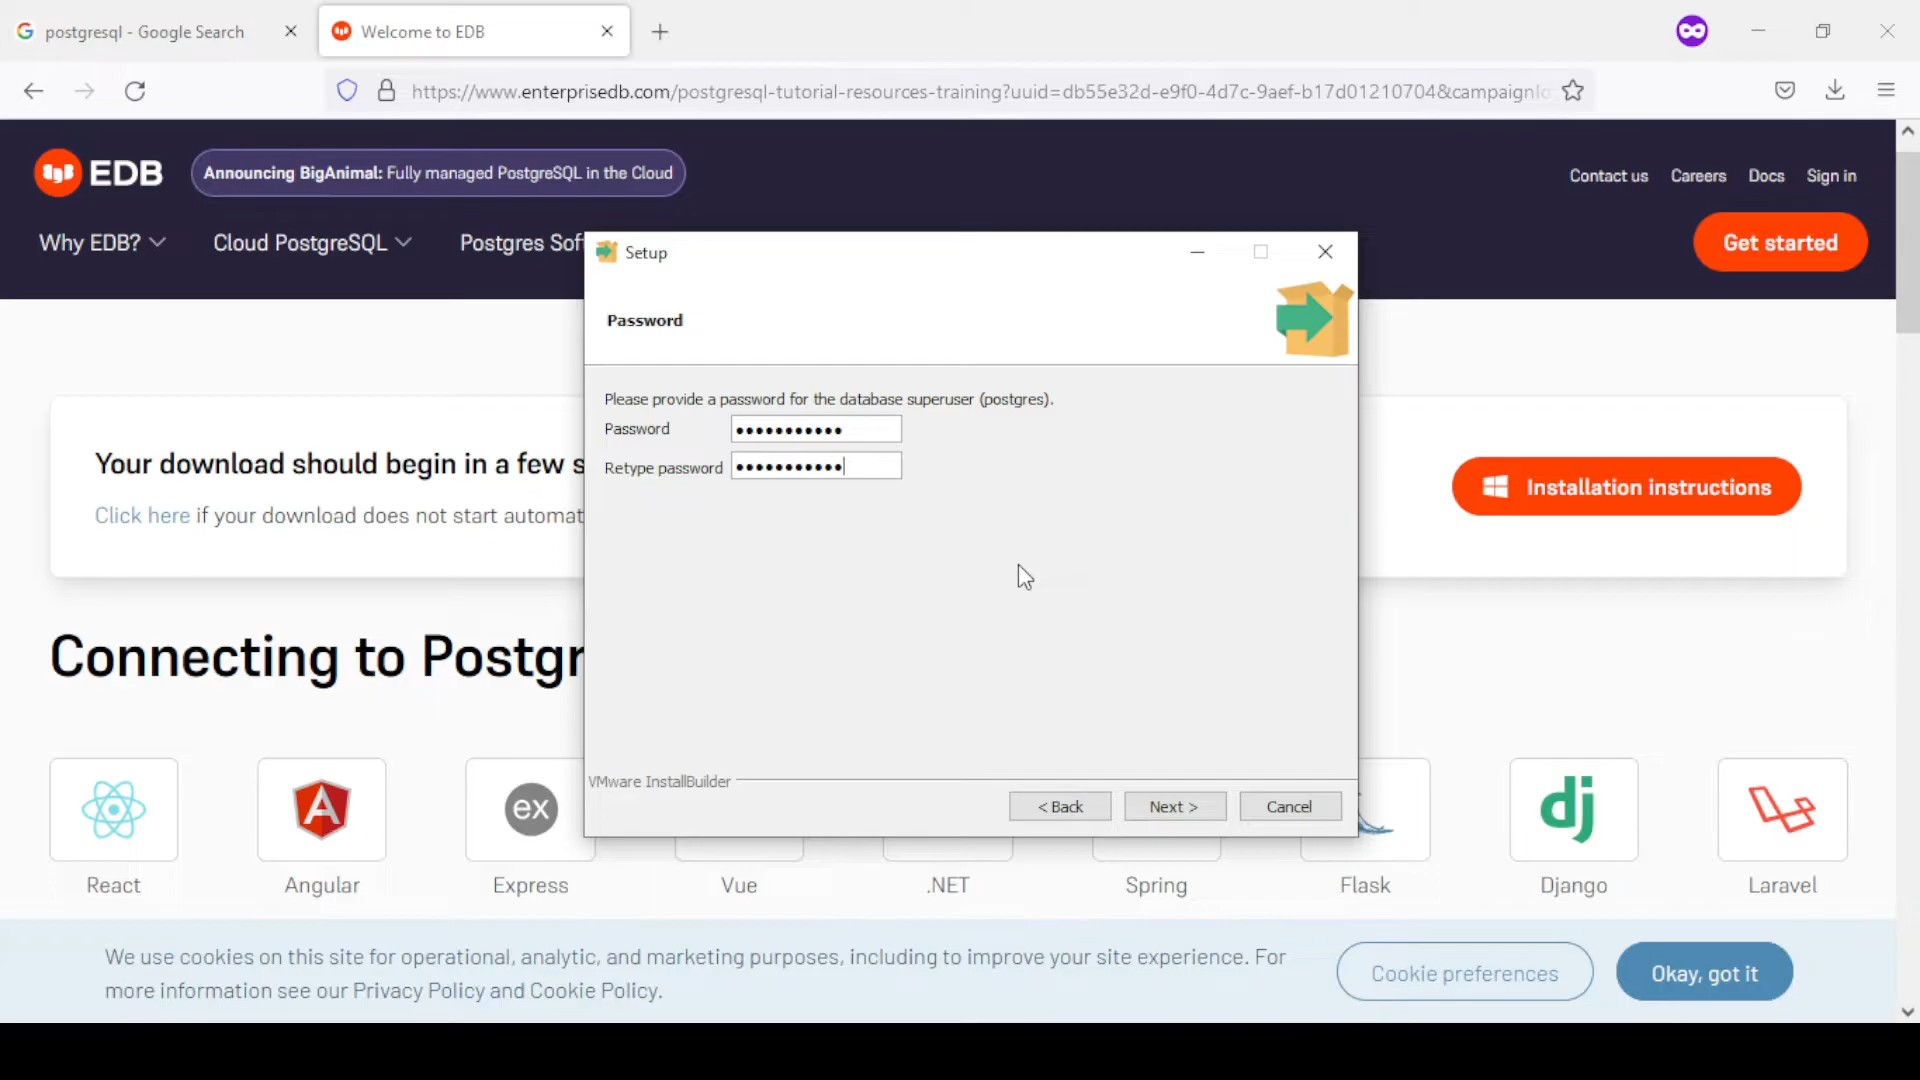 postgresql - Google Search
Welcome to EDB
https://www.enterprisedb.com/postgresql-tutorial-resources-training?uuid=db55e32d-e9f0-4d7c-9aef-b17d01210704&campaignId
EDB
Announcing BigAnimal: Fully managed PostgreSQL in the Cloud
Contact us
Careers
Docs
Sign in
Why EDB?
Cloud PostgreSQL
Postgres Sof
Get started
Setup
Password
Please provide a password for the database superuser (postgres).
Password
Retype password
Your download should begin in a few s
Click here if your download does not start automat
Installation instructions
Connecting to Postgr
VMware InstallBuilder
< Back
Next >
Cancel
ex
dj
React
Angular
Express
Vue
.NET
Spring
Flask
Django
Laravel
We use cookies on this site for operational, analytic, and marketing purposes, including to improve your site experience. For
more information see our Privacy Policy and Cookie Policy.
Cookie preferences
Okay, got it